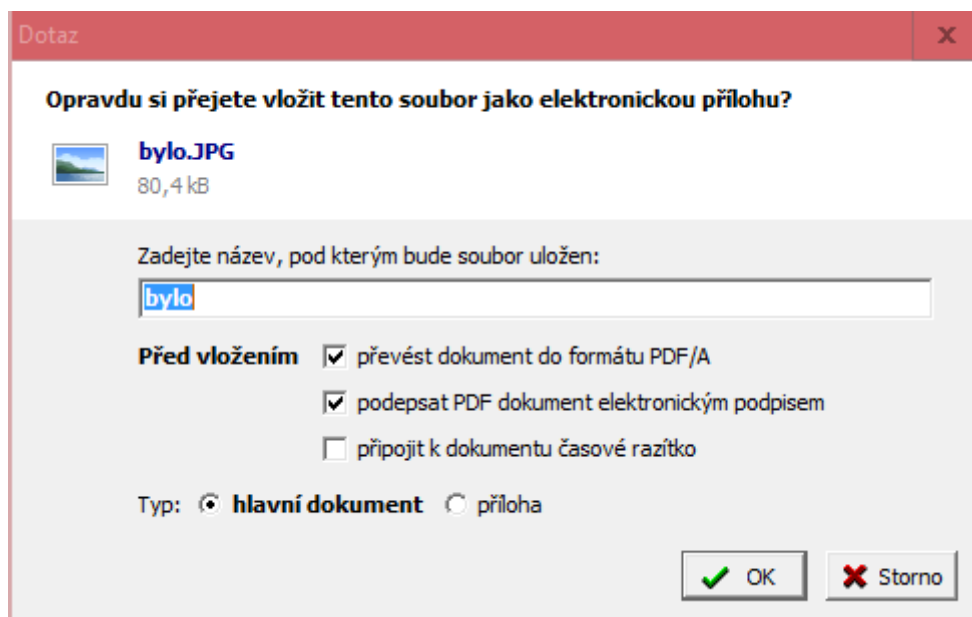 Dotaz
Opravdu si přejete vložit tento soubor jako elektronickou přílohu?
bylo.JPG
80,4 kB
Zadejte název, pod kterým bude soubor uložen:
bylo
Před vložením převést dokument do formátu PDF/A
podepsat PDF dokument elektronickým podpisem
připojit k dokumentu časové razítko
Typ: hlavní dokument příloha
OK Storno